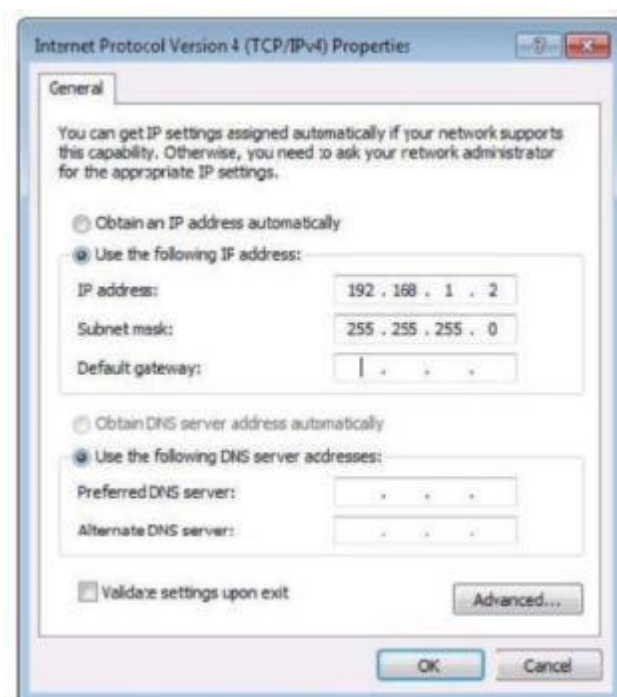 Internet Protocol Version 4 (TCP/IPv4) Properties
General
You can get IP settings assigned automatically if your network supports
this capability. Otherwise, you need to ask your network administrator
for the appropriate IP settings.
Obtain an IP address automatically
Use the following IP address:
IP address: 192 . 168 . 1 . 2
Subnet mask: 255 . 255 . 255 . 0
Default gateway: . . .
Obtain DNS server address automatically
Use the following DNS server addresses:
Preferred DNS server: . . .
Alternate DNS server: . . .
Validate settings upon exit
Advanced...
OK Cancel